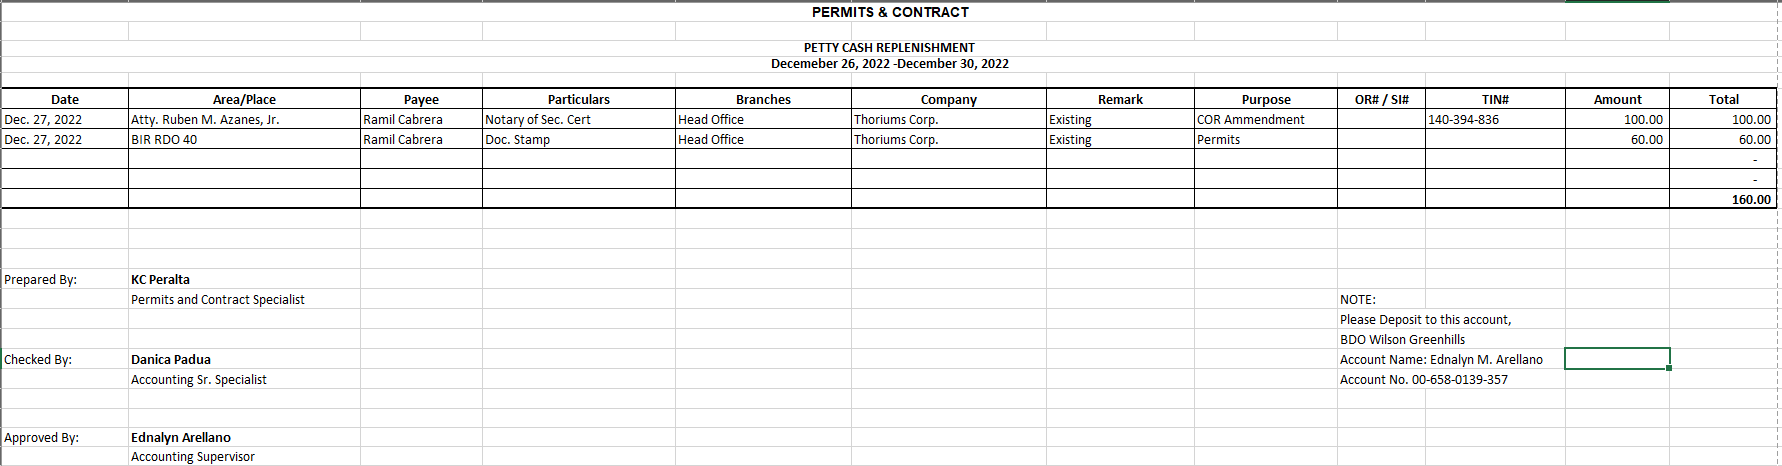 PERMITS & CONTRACT
PETTY CASH REPLENISHMENT
Decemeber 26, 2022 -December 30, 2022
Date Area/Place Payee Particulars Branches Company Remark Purpose OR# / SI# TIN# Amount Total
Dec. 27, 2022 Atty. Ruben M. Azanes, Jr. Ramil Cabrera Notary of Sec. Cert Head Office Thoriums Corp. Existing COR Ammendment 140-394-836 100.00 100.00
Dec. 27, 2022 BIR RDO 40 Ramil Cabrera Doc. Stamp Head Office Thoriums Corp. Existing Permits 60.00 60.00
-
-
160.00
Prepared By: KC Peralta
Permits and Contract Specialist
NOTE:
Please Deposit to this account,
BDO Wilson Greenhills
Checked By: Danica Padua Account Name: Ednalyn M. Arellano
Accounting Sr. Specialist Account No. 00-658-0139-357
Approved By: Ednalyn Arellano
Accounting Supervisor